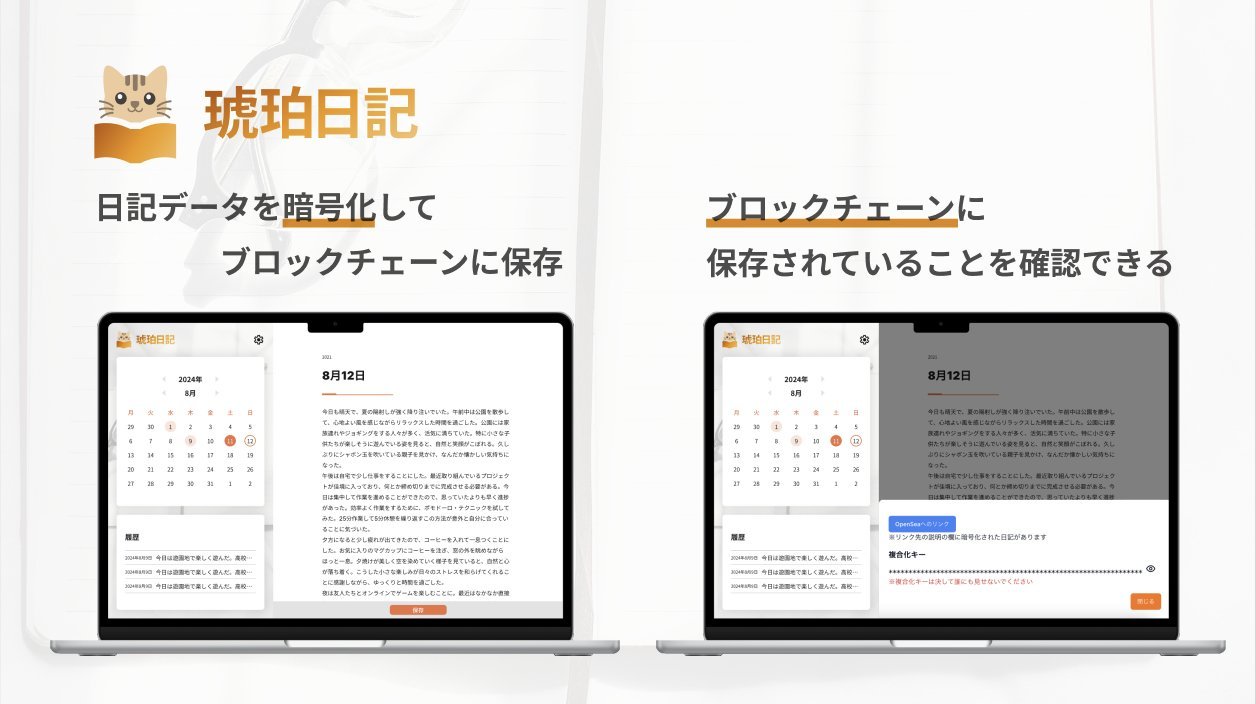 琥珀日記
日記データを暗号化して
ブロックチェーンに保存
琥珀日記
2024年
8月
月 火 水 木 金 土 日
29 30 1 2 3 4 5
6 7 8 9 10 11 12
13 14 15 16 17 18 19
20 21 22 23 24 25 26
27 28 29 30 31 1 2
履歴
2024年8月9日 今日は遊園地で楽しく遊んだ。高校…
2024年8月9日 今日は遊園地で楽しく遊んだ。高校…
2024年8月9日 今日は遊園地で楽しく遊んだ。高校…
2021
8月12日
今日も晴天で、夏の陽射しが強く降り注いでいた。午前中は公園を散歩し
て、心地よい風を感じながらリラックスした時間を過ごした。公園には家
族連れやジョギングをする人々が多く、活気に満ちていた。特に小さな子
供たちが楽しそうに遊んでいる姿を見ると、自然と笑顔がこぼれる。久し
ぶりにシャボン玉を吹いている親子を見かけ、なんだか懐かしい気持ちに
なった。
午後は自宅で少し仕事をすることにした。最近取り組んでいるプロジェク
トが佳境に入っており、何とか締め切りまでに完成させる必要がある。今
日は集中して作業を進めることができたので、思っていたよりも早く進捗
があった。効率よく作業をするために、ポモドーロ・テクニックを試して
みた。25分作業して5分休憩を繰り返すこの方法が意外と自分に合ってい
ることに気づいた。
夕方になると少し疲れが出てきたので、コーヒーを入れて一息つくことに
した。お気に入りのマグカップにコーヒーを注ぎ、窓の外を眺めながら
ほっと一息。夕焼けが美しく空を染めていく様子を見ていると、自然と心
が落ち着く。こうした小さな楽しみが日々のストレスを和らげてくれるこ
とに感謝しながら、ゆっくりと時間を過ごした。
夜は友人たちとオンラインでゲームを楽しむことに。最近はなかなか直接
保存
ブロックチェーンに
保存されていることを確認できる
琥珀日記
2024年
8月
月 火 水 木 金 土 日
29 30 1 2 3 4 5
6 7 8 9 10 11 12
13 14 15 16 17 18 19
20 21 22 23 24 25 26
27 28 29 30 31 1 2
履歴
2024年8月9日 今日は遊園地で楽しく遊んだ。高校…
2024年8月9日 今日は遊園地で楽しく遊んだ。高校…
2024年8月9日 今日は遊園地で楽しく遊んだ。高校…
2021
8月12日
今日も晴天で、夏の陽射しが強く降り注いでいた。午前中は公園を散歩し
て、心地よい風を感じながらリラックスした時間を過ごした。公園には家
族連れやジョギングをする人々が多く、活気に満ちていた。特に小さな子
供たちが楽しそうに遊んでいる姿を見ると、自然と笑顔がこぼれる。久し
ぶりにシャボン玉を吹いている親子を見かけ、なんだか懐かしい気持ちに
なった。
午後は自宅で少し仕事をすることにした。最近取り組んでいるプロジェク
トが佳境に入っており、何とか締め切りまでに完成させる必要がある。今
日は集中して作業を進めることができたので、思っていたよりも早く進捗
OpenSeaへのリンク
※リンク先の説明の欄に暗号化された日記があります
複合化キー
****************************************************************
※複合化キーは決して誰にも見せないでください
閉じる